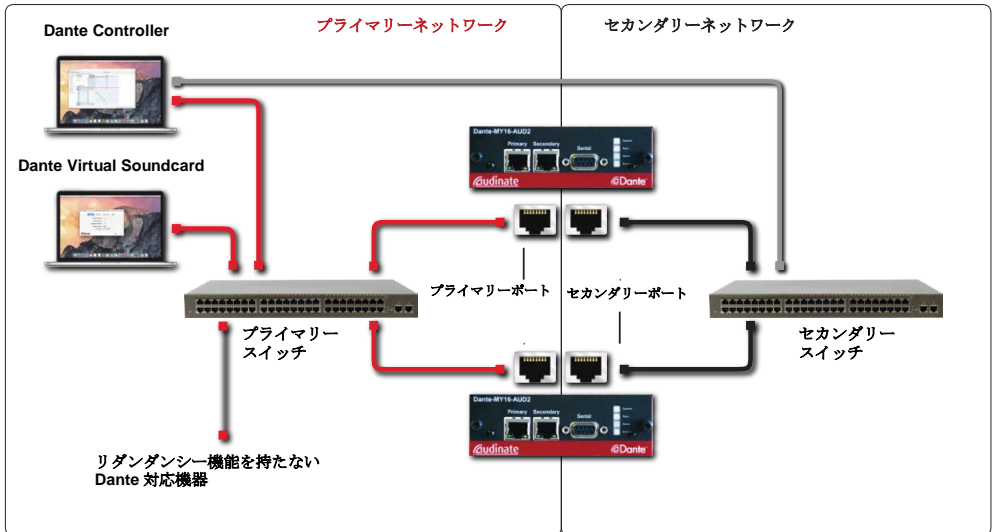 プライマリーネットワーク
セカンダリーネットワーク
Dante Controller
Dante Virtual Soundcard
Dante-MY16-AUD2
Primary
Secondary
Serial
Audinate
Dante
プライマリーポート
セカンダリーポート
プライマリー
スイッチ
セカンダリー
スイッチ
Dante-MY16-AUD2
Primary
Secondary
Serial
Audinate
Dante
リダンダンシー機能を持たない
Dante 対応機器